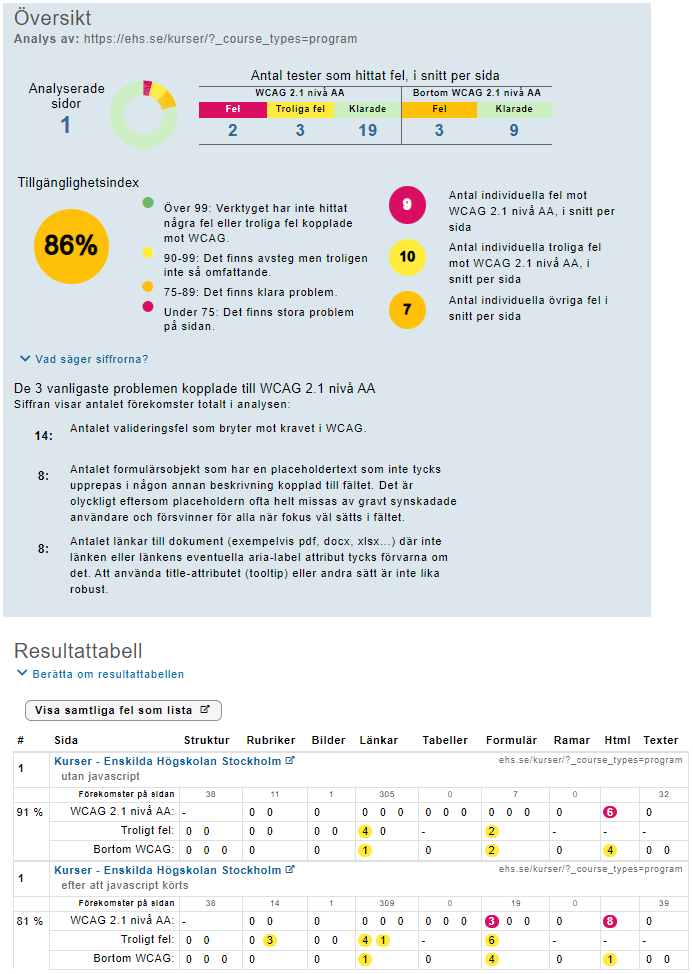 Översikt
Analys av: https://ehs.se/kurser/?_course_types=program
Analyserade
sidor
1
Antal tester som hittat fel, i snitt per sida
WCAG 2.1 nivå AA Bortom WCAG 2.1 nivå AA
Fel Troliga fel Klarade Fel Klarade
2 3 19 3 9
Tillgänglighetsindex
86%
Över 99: Verktyget har inte hittat
några fel eller troliga fel kopplade
mot WCAG.
90-99: Det finns avsteg men troligen
inte så omfattande.
75-89: Det finns klara problem.
Under 75: Det finns stora problem
på sidan.
9
Antal individuella fel mot
WCAG 2.1 nivå AA, i snitt per
sida
10
Antal individuella troliga fel
mot WCAG 2.1 nivå AA, i
snitt per sida
7
Antal individuella övriga fel i
snitt per sida
Vad säger siffrorna?
De 3 vanligaste problemen kopplade till WCAG 2.1 nivå AA
Siffran visar antalet förekomster totalt i analysen:
14: Antalet valideringsfel som bryter mot kravet i WCAG.
8: Antalet formulärsobjekt som har en placeholdertext som inte tycks
upprepas i någon annan beskrivning kopplad till fältet. Det är
olyckligt eftersom placeholdern ofta helt missas av gravt synskadade
användare och försvinner för alla när fokus väl sätts i fältet.
8: Antalet länkar till dokument (exempelvis pdf, docx, xlsx...) där inte
länken eller länkens eventuella aria-label attribut tycks förvarna om
det. Att använda title-attributet (tooltip) eller andra sätt är inte lika
robust.
Resultattabell
Berätta om resultattabellen
Visa samtliga fel som lista
# Sida Struktur Rubriker Bilder Länkar Tabeller Formulär Ramar Html Texter
1 Kurser - Enskilda Högskolan Stockholm ehs.se/kurser/?_course_types=program
utan javascript
Förekomster på sidan 38 11 1 305 0 7 0 32
91 % WCAG 2.1 nivå AA: - 0 0 0 0 0 0 0 0 0 0 0 0 0 6 0
Troligt fel: 0 0 0 0 0 0 4 0 - 2 - - -
Bortom WCAG: 0 0 0 0 0 1 0 2 0 4 0 0
1 Kurser - Enskilda Högskolan Stockholm ehs.se/kurser/?_course_types=program
efter att javascript körts
Förekomster på sidan 38 14 1 309 0 19 0 39
81 % WCAG 2.1 nivå AA: - 0 0 0 0 0 0 0 0 0 3 0 0 0 8 0
Troligt fel: 0 0 0 3 0 0 4 1 - 6 - - -
Bortom WCAG: 0 0 0 0 0 1 0 4 0 1 0 0